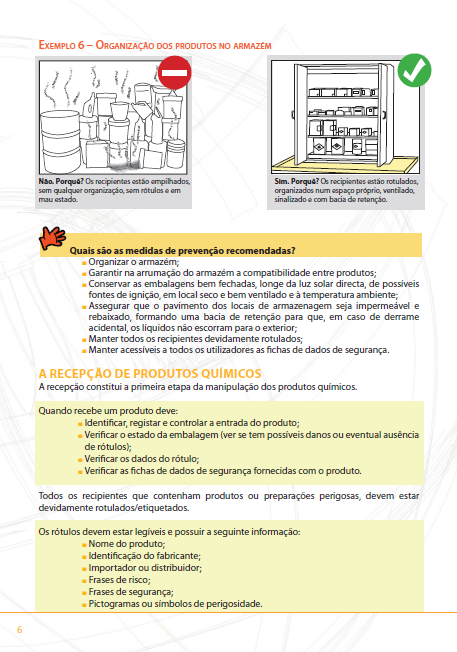 Exemplo 6 – Organização dos produtos no armazém
Não. Porquê? Os recipientes estão empilhados,
sem qualquer organização, sem rótulos e em
mau estado.
Sim. Porquê? Os recipientes estão rotulados,
organizados num espaço próprio, ventilado,
sinalizado e com bacia de retenção.
Quais são as medidas de prevenção recomendadas?
Organizar o armazém;
Garantir na arrumação do armazém a compatibilidade entre produtos;
Conservar as embalagens bem fechadas, longe da luz solar directa, de possíveis
fontes de ignição, em local seco e bem ventilado e à temperatura ambiente;
Assegurar que o pavimento dos locais de armazenagem seja impermeável e
rebaixado, formando uma bacia de retenção para que, em caso de derrame
acidental, os líquidos não escorram para o exterior;
Manter todos os recipientes devidamente rotulados;
Manter acessíveis a todos os utilizadores as fichas de dados de segurança.
A RECEPÇÃO DE PRODUTOS QUÍMICOS
A recepção constitui a primeira etapa da manipulação dos produtos químicos.
Quando recebe um produto deve:
Identificar, registar e controlar a entrada do produto;
Verificar o estado da embalagem (ver se tem possíveis danos ou eventual ausência
de rótulos);
Verificar os dados do rótulo;
Verificar as fichas de dados de segurança fornecidas com o produto.
Todos os recipientes que contenham produtos ou preparações perigosas, devem estar
devidamente rotulados/etiquetados.
Os rótulos devem estar legíveis e possuir a seguinte informação:
Nome do produto;
Identificação do fabricante;
Importador ou distribuidor;
Frases de risco;
Frases de segurança;
Pictogramas ou símbolos de perigosidade.
6